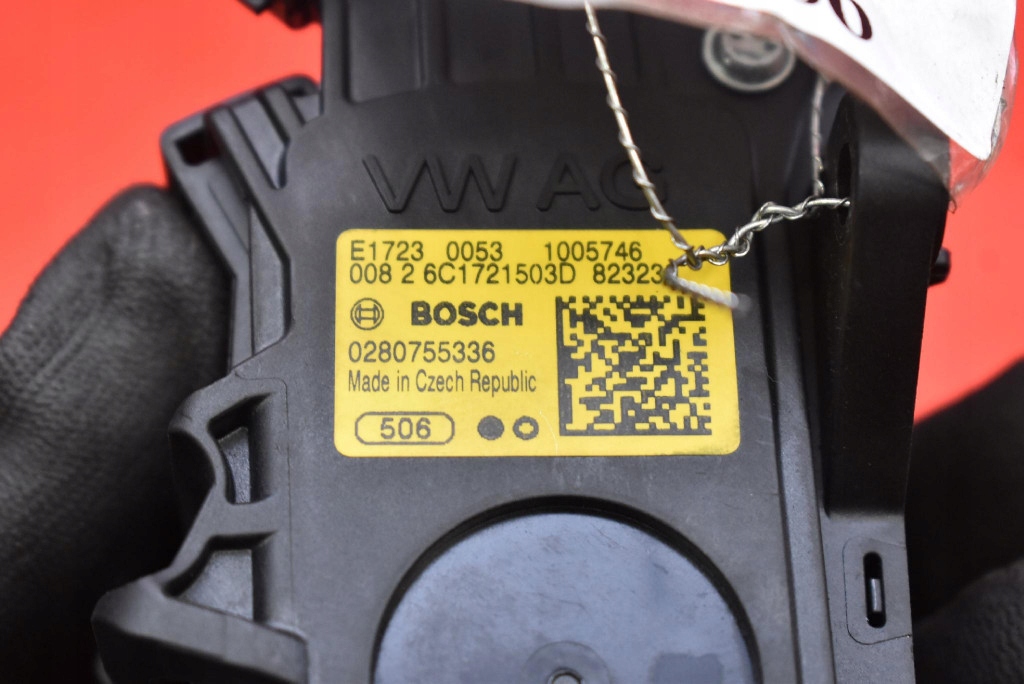 VW AG
E1723 0053 1005746
008 2 6C1721503D 82323
BOSCH
0280755336
Made in Czech Republic
506